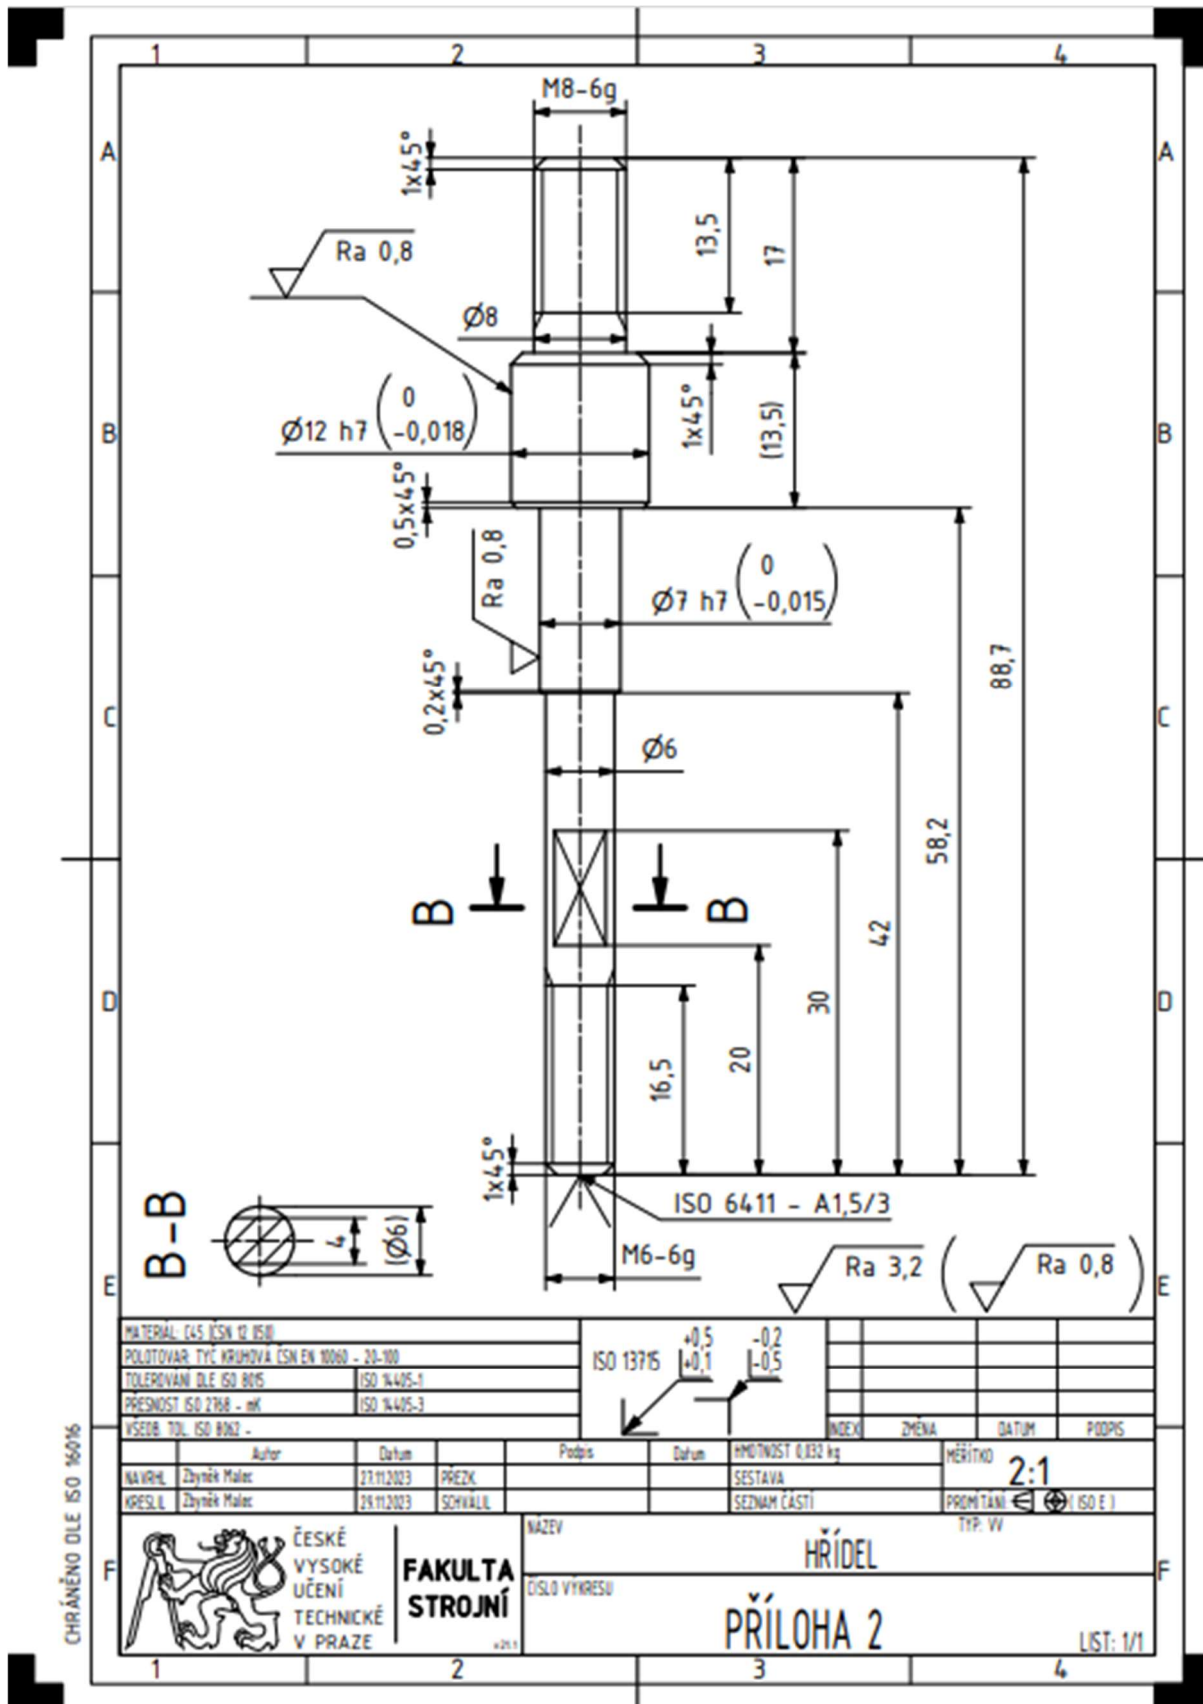 1 2 3 4
M8-6g
A A
1x45°
13,5
17
Ra 0,8
Ø8
0
Ø12 h7 (-0,018)
1x45°
(13,5)
B B
0,5x45°
Ra 0,8
0
Ø7 h7 (-0,015)
88,7
0,2x45°
C C
Ø6
58,2
B B
42
30
D D
20
16,5
1x45°
ISO 6411 - A1,5/3
B-B
4
(Ø6)
M6-6g
Ra 3,2 (Ra 0,8)
E E
MATERIÁL: C45 (ČSN 12 050)
POLOTOVAR: TYČ KRUHOVÁ ČSN EN 10060 - 20-100
TOLEROVÁNÍ DLE ISO 8015 ISO 14405-1
PŘESNOST ISO 2768 - mK ISO 14405-3
VŠEOB. TOL. ISO 8062 -
ISO 13715 +0,5 +0,1 -0,2 -0,5
INDEX ZMĚNA DATUM PODPIS
Autor Datum Podpis Datum HMOTNOST 0,032 kg MĚŘÍTKO 2:1
NAVRHL Zbyněk Malec 27.11.2023 PŘEZK. SESTAVA
KRESLIL Zbyněk Malec 29.11.2023 SCHVÁLIL SEZNAM ČÁSTÍ PROMÍTÁNÍ (ISO E)
ČESKÉ
VYSOKÉ
UČENÍ
TECHNICKÉ
V PRAZE
FAKULTA
STROJNÍ
NÁZEV TYP: VV
HŘÍDEL
ČÍSLO VÝKRESU
PŘÍLOHA 2
LIST: 1/1
F F
CHRÁNĚNO DLE ISO 16016
1 2 3 4